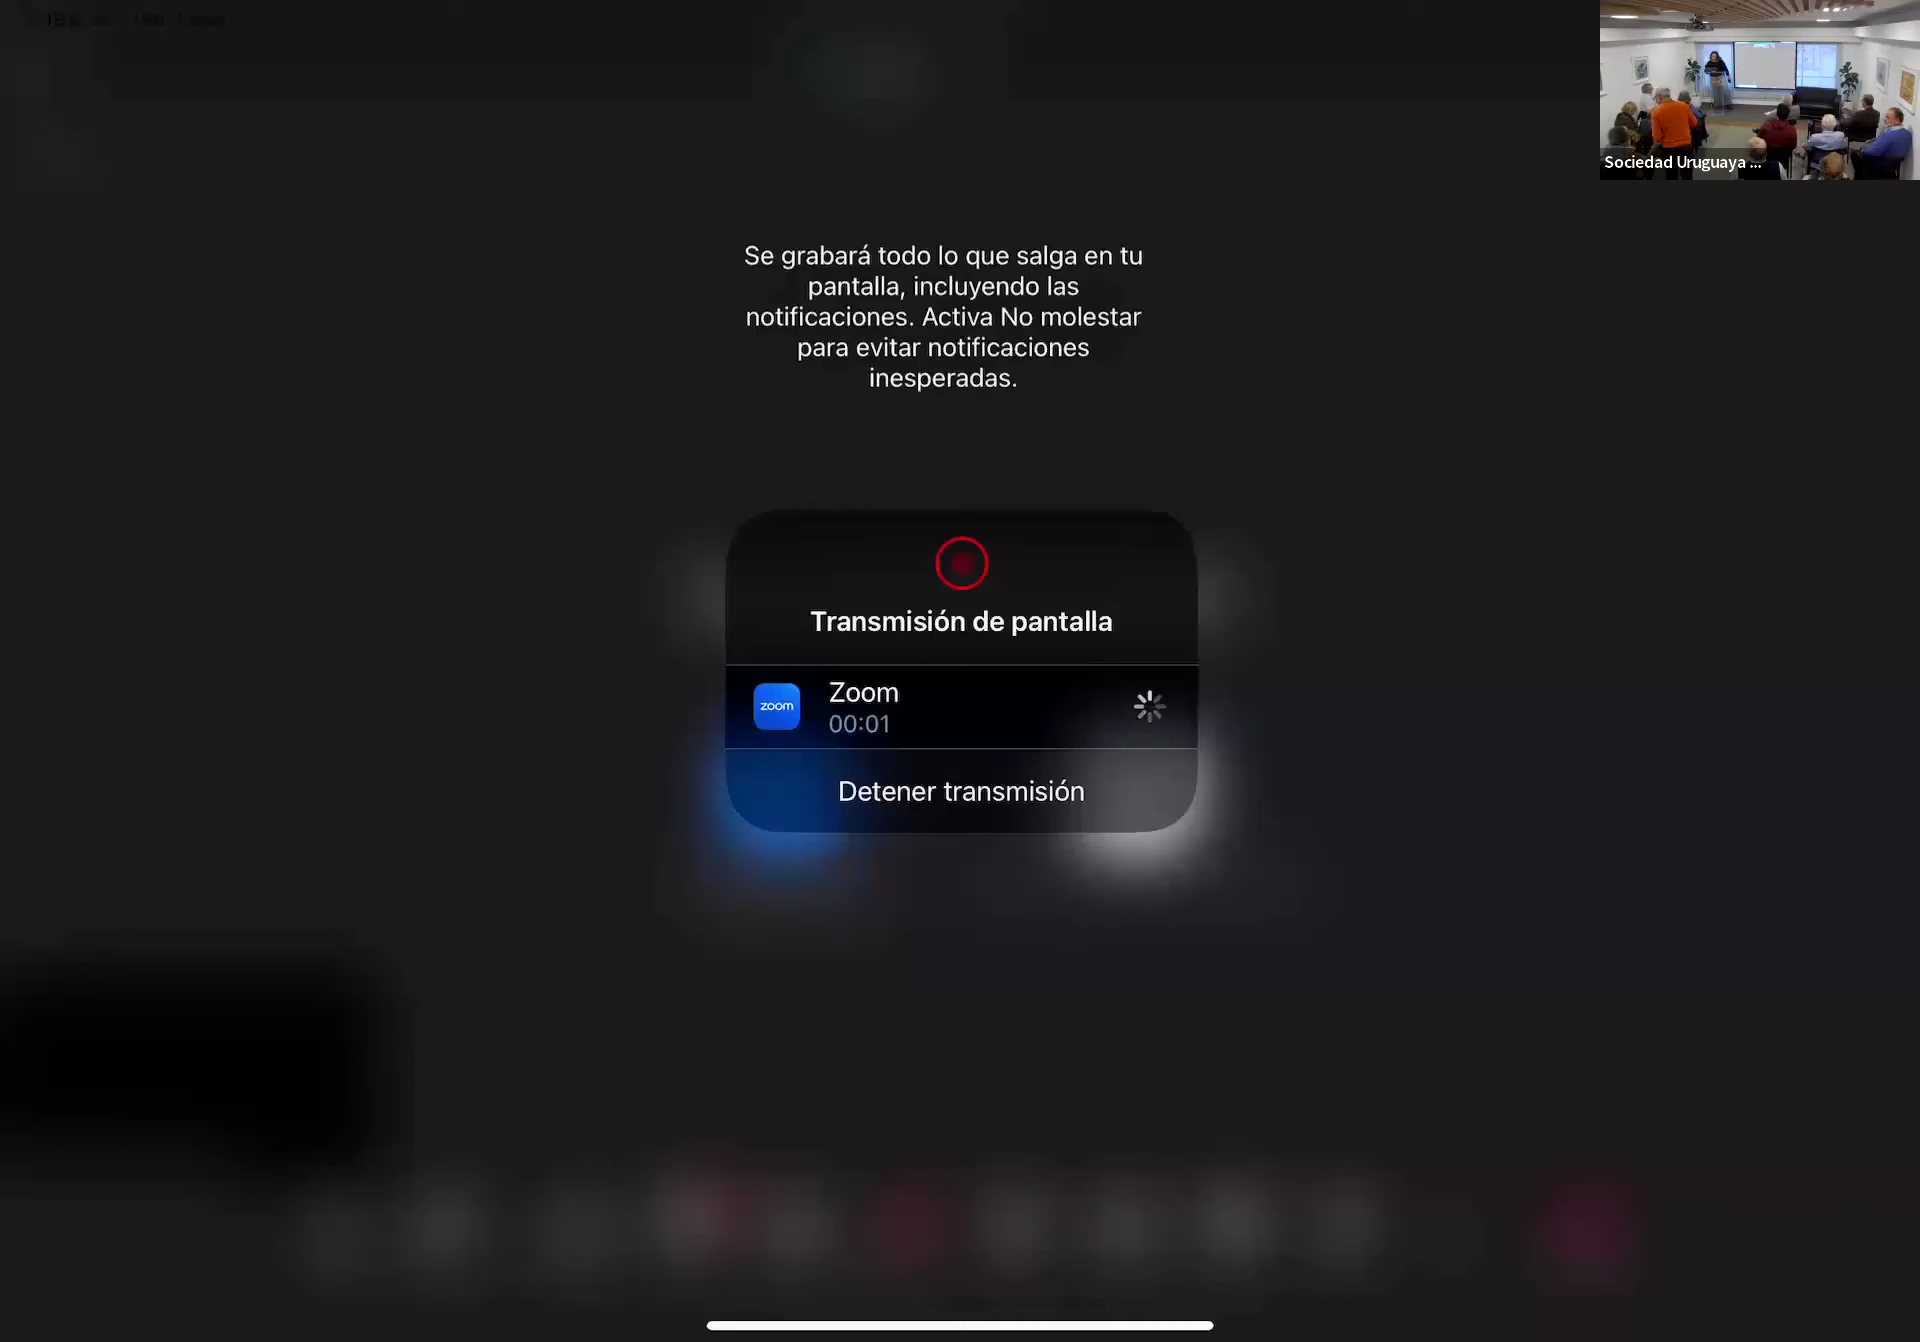 Sociedad Uruguaya ...
Se grabará todo lo que salga en tu
pantalla, incluyendo las
notificaciones. Activa No molestar
para evitar notificaciones
inesperadas.
Transmisión de pantalla
zoom
Zoom
00:01
Detener transmisión